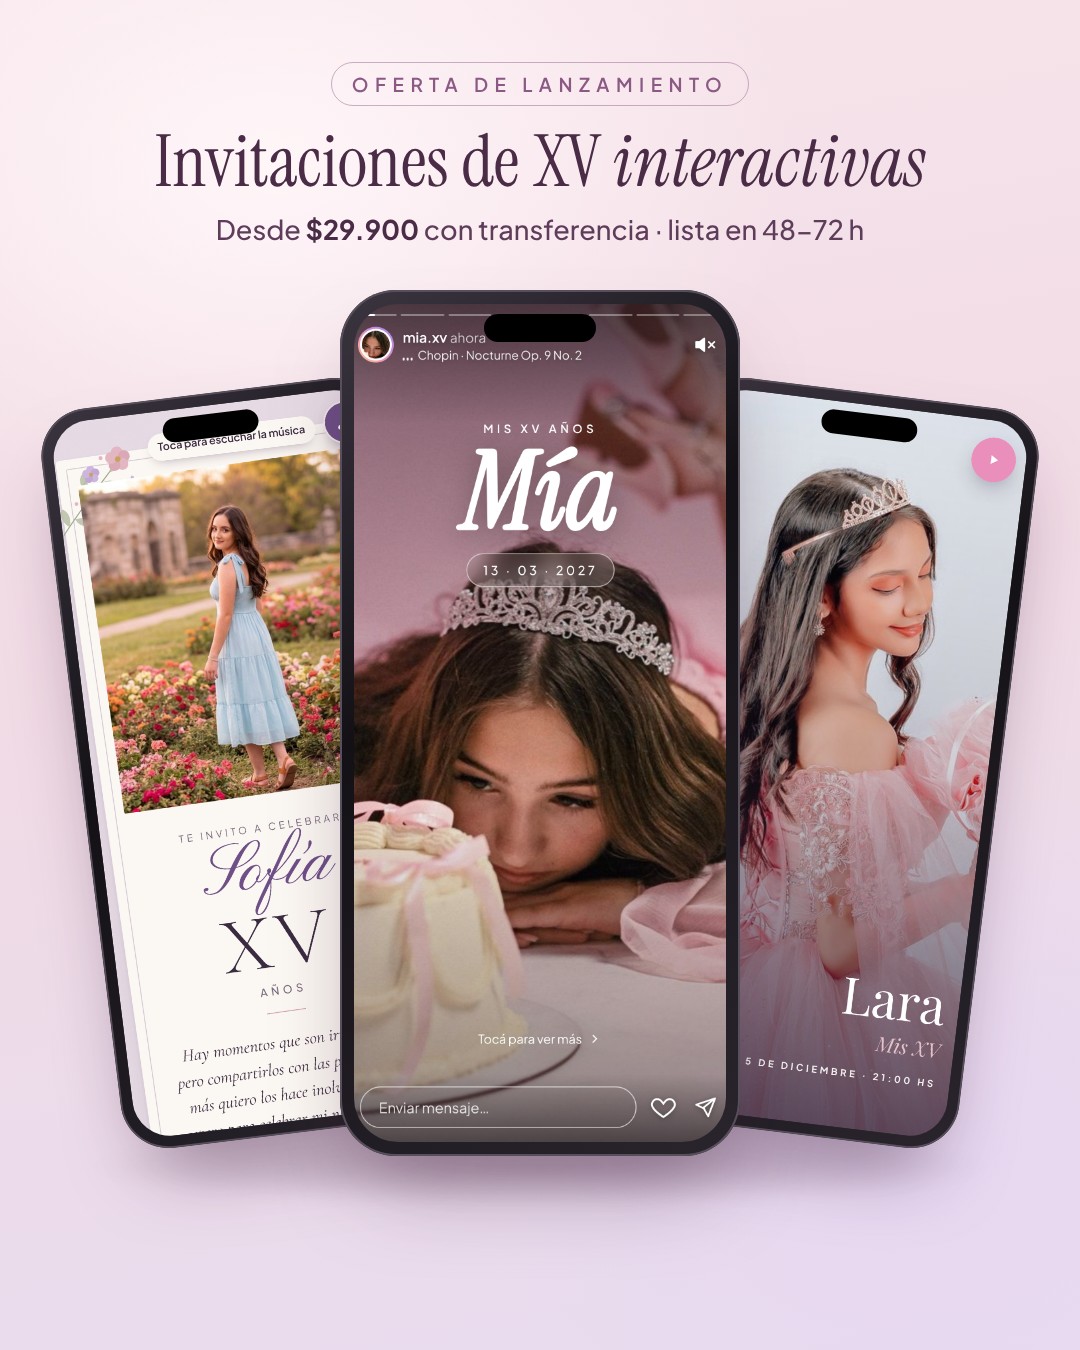 OFERTA DE LANZAMIENTO
Invitaciones de XV interactivas
Desde $29.900 con transferencia · lista en 48–72 h
Tocá para escuchar la música
TE INVITO A CELEBRAR
Sofía
XV
AÑOS
Hay momentos que son
pero compartirlos con las
más quiero los hace
mia.xv ahora
... Chopin · Nocturne Op. 9 No. 2
MIS XV AÑOS
Mía
13 · 03 · 2027
Tocá para ver más
Enviar mensaje...
Lara
Mis XV
5 DE DICIEMBRE · 21:00 HS